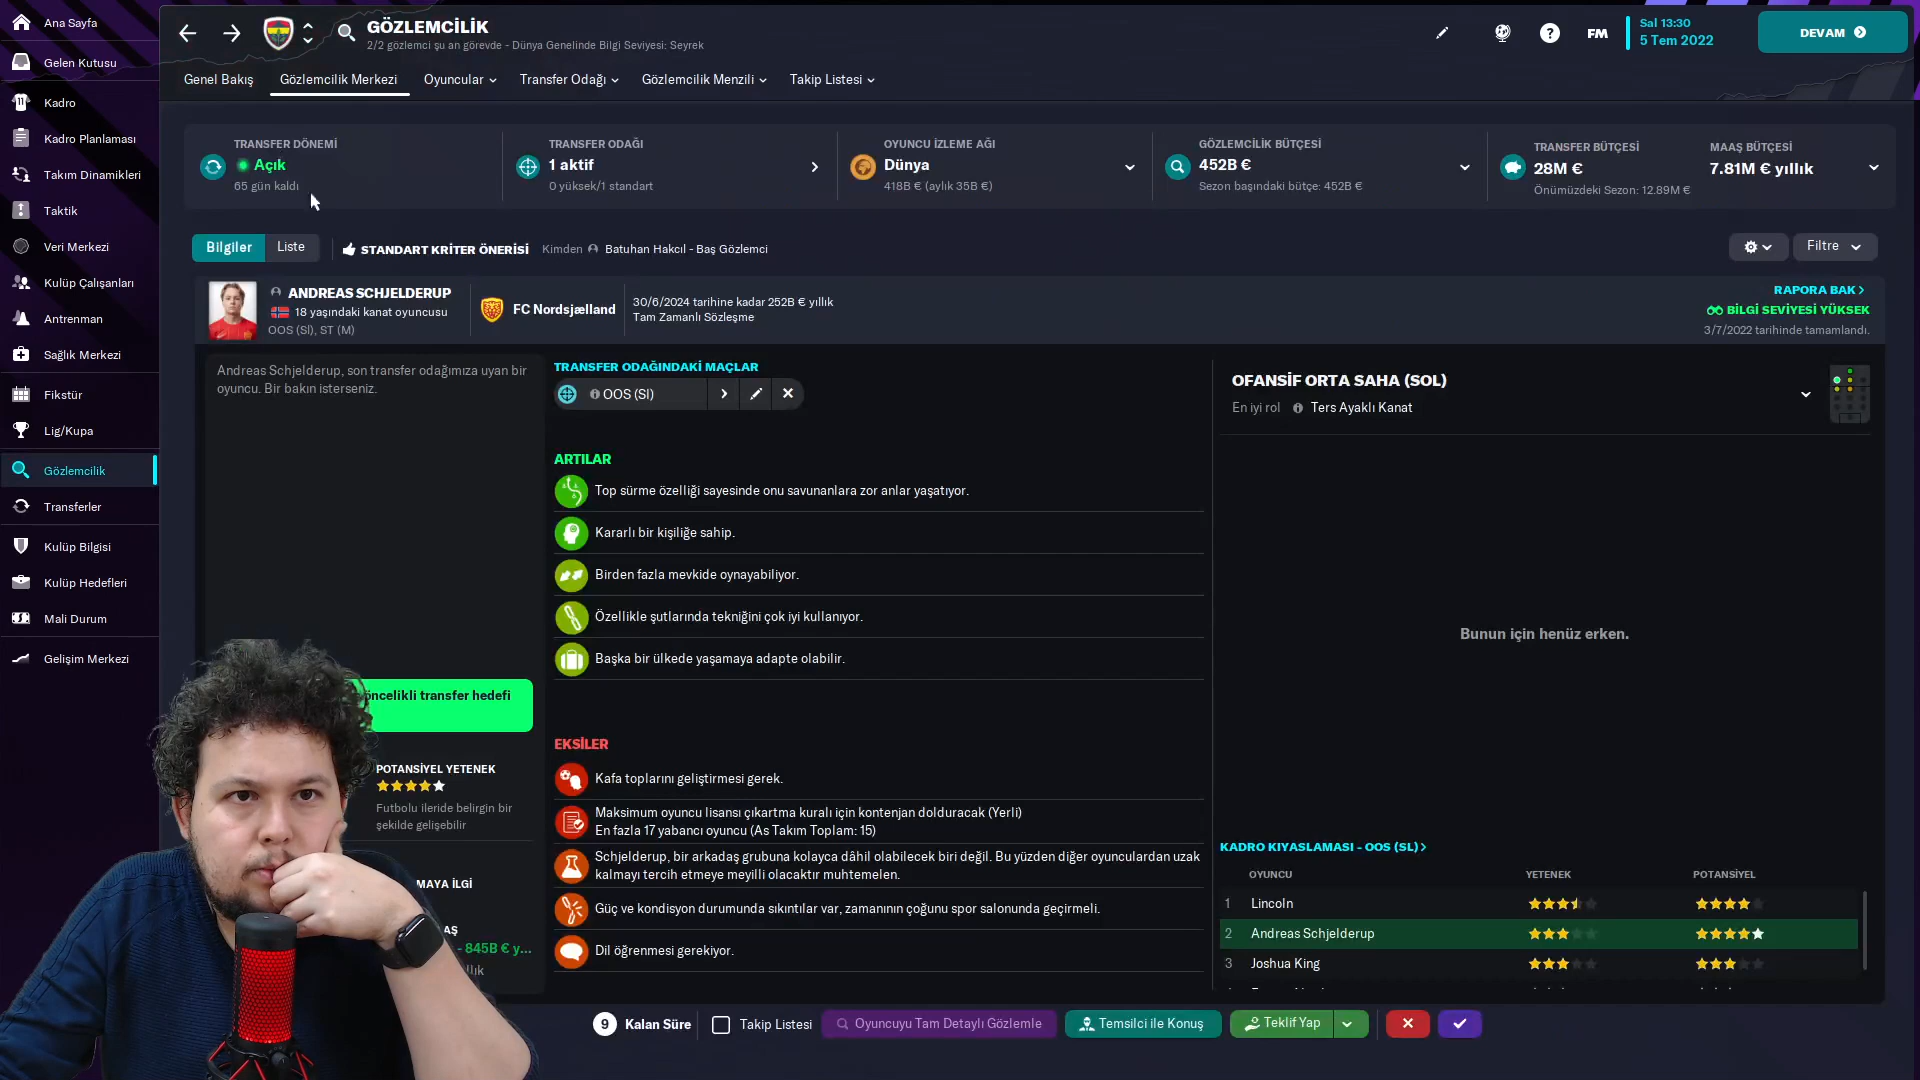 Ana Sayfa
Gelen Kutusu
Kadro
Kadro Planlaması
Takım Dinamikleri
Taktik
Veri Merkezi
Kulüp Çalışanları
Antrenman
Sağlık Merkezi
Fikstür
Lig/Kupa
Gözlemcilik
Transferler
Kulüp Bilgisi
Kulüp Hedefleri
Mali Durum
Gelişim Merkezi
GÖZLEMCİLİK
2/2 gözlemci şu an görevde - Dünya Genelinde Bilgi Seviyesi: Seyrek
FM
Sal 13:30
5 Tem 2022
DEVAM
Genel Bakış
Gözlemcilik Merkezi
Oyuncular
Transfer Odağı
Gözlemcilik Menzili
Takip Listesi
TRANSFER DÖNEMİ
Açık
65 gün kaldı
TRANSFER ODAĞI
1 aktif
0 yüksek/1 standart
OYUNCU İZLEME AĞI
Dünya
418B € (aylık 35B €)
GÖZLEMCİLİK BÜTÇESİ
452B €
Sezon başındaki bütçe: 452B €
TRANSFER BÜTÇESİ
28M €
Önümüzdeki Sezon: 12.89M €
MAAŞ BÜTÇESİ
7.81M € yıllık
Bilgiler
Liste
STANDART KRİTER ÖNERİSİ
Kimden
Batuhan Hakcıl - Baş Gözlemci
Filtre
ANDREAS SCHJELDERUP
18 yaşındaki kanat oyuncusu
OOS (Sl), ST (M)
FC Nordsjælland
30/6/2024 tarihine kadar 252B € yıllık
Tam Zamanlı Sözleşme
RAPORA BAK
BİLGİ SEVİYESİ YÜKSEK
3/7/2022 tarihinde tamamlandı.
Andreas Schjelderup, son transfer odağımıza uyan bir
oyuncu. Bir bakın isterseniz.
öncelikli transfer hedefi
POTANSİYEL YETENEK
Futbolu ileride belirgin bir
şekilde gelişebilir
MAYA İLGİ
AŞ
- 845B € y...
llık
TRANSFER ODAĞINDAKİ MAÇLAR
OOS (Sl)
ARTILAR
Top sürme özelliği sayesinde onu savunanlara zor anlar yaşatıyor.
Kararlı bir kişiliğe sahip.
Birden fazla mevkide oynayabiliyor.
Özellikle şutlarında tekniğini çok iyi kullanıyor.
Başka bir ülkede yaşamaya adapte olabilir.
EKSİLER
Kafa toplarını geliştirmesi gerek.
Maksimum oyuncu lisansı çıkartma kuralı için kontenjan dolduracak (Yerli)
En fazla 17 yabancı oyuncu (As Takım Toplam: 15)
Schjelderup, bir arkadaş grubuna kolayca dâhil olabilecek biri değil. Bu yüzden diğer oyunculardan uzak
kalmayı tercih etmeye meyilli olacaktır muhtemelen.
Güç ve kondisyon durumunda sıkıntılar var, zamanının çoğunu spor salonunda geçirmeli.
Dil öğrenmesi gerekiyor.
OFANSİF ORTA SAHA (SOL)
En iyi rol
Ters Ayaklı Kanat
Bunun için henüz erken.
KADRO KIYASLAMASI - OOS (SL)
OYUNCU YETENEK POTANSİYEL
1 Lincoln
2 Andreas Schjelderup
3 Joshua King
9 Kalan Süre
Takip Listesi
Oyuncuyu Tam Detaylı Gözlemle
Temsilci ile Konuş
Teklif Yap